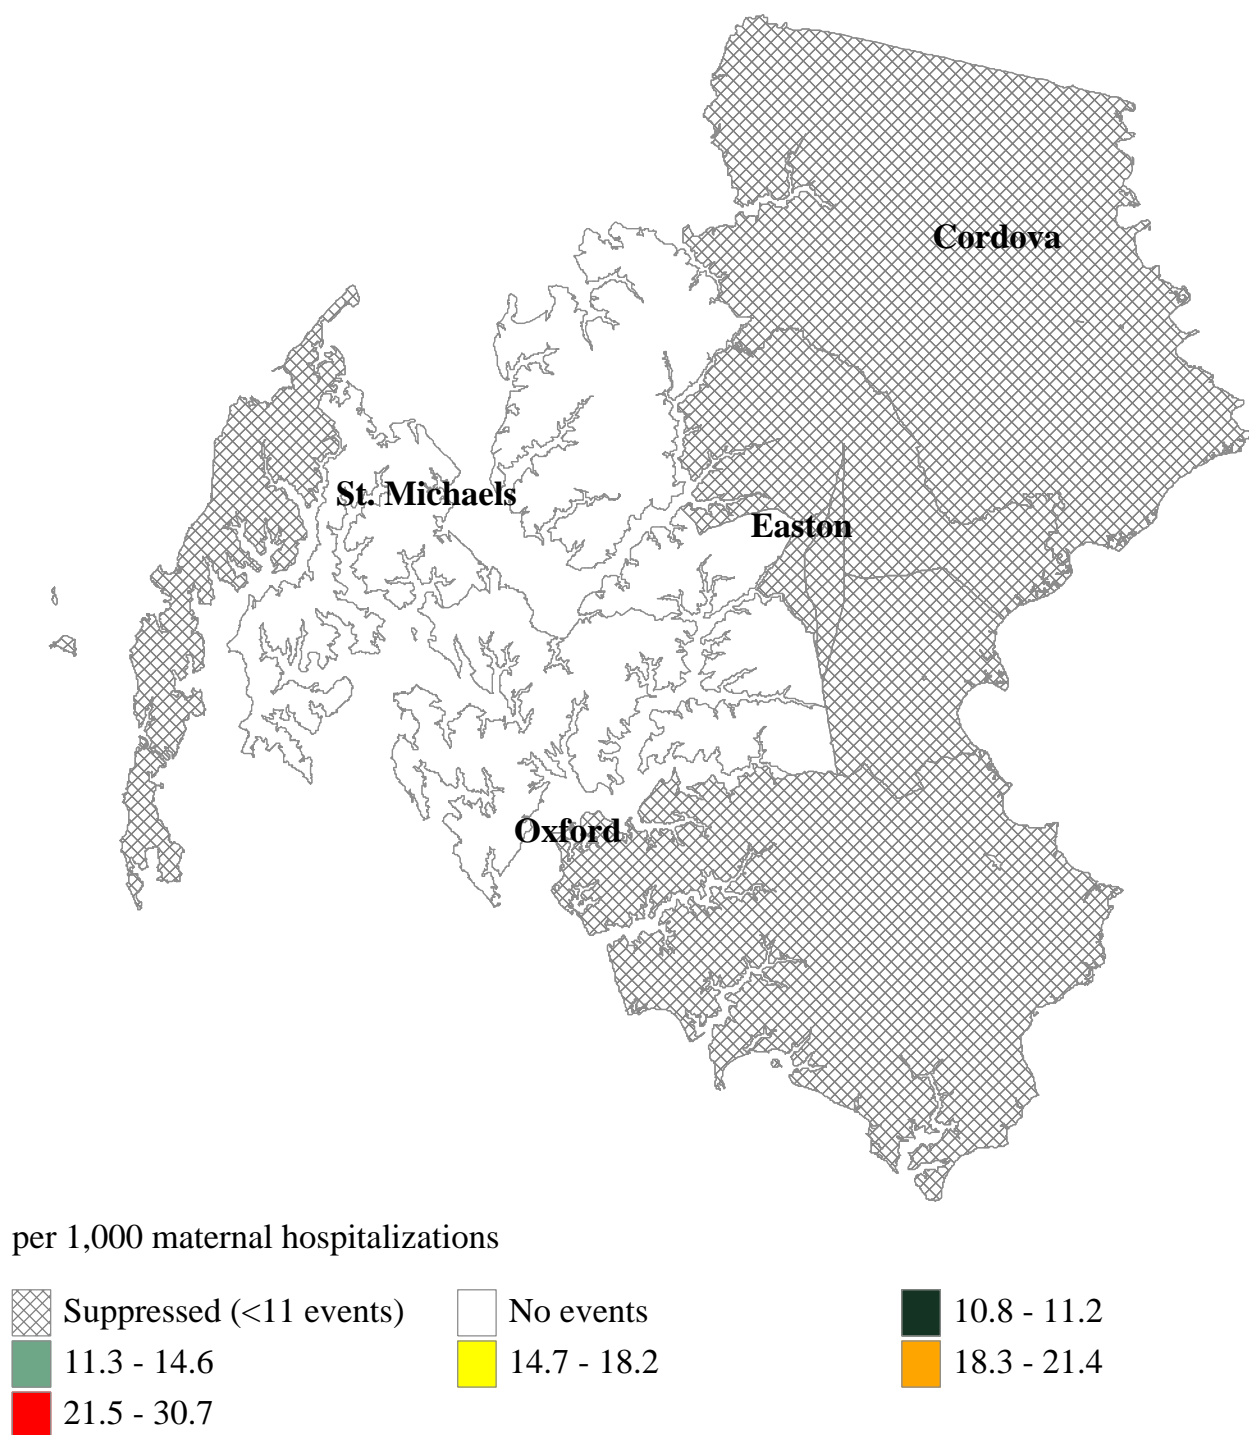 Cordova
St. Michaels
Easton
Oxford
per 1,000 maternal hospitalizations
Suppressed (<11 events) No events 10.8 - 11.2
11.3 - 14.6 14.7 - 18.2 18.3 - 21.4
21.5 - 30.7